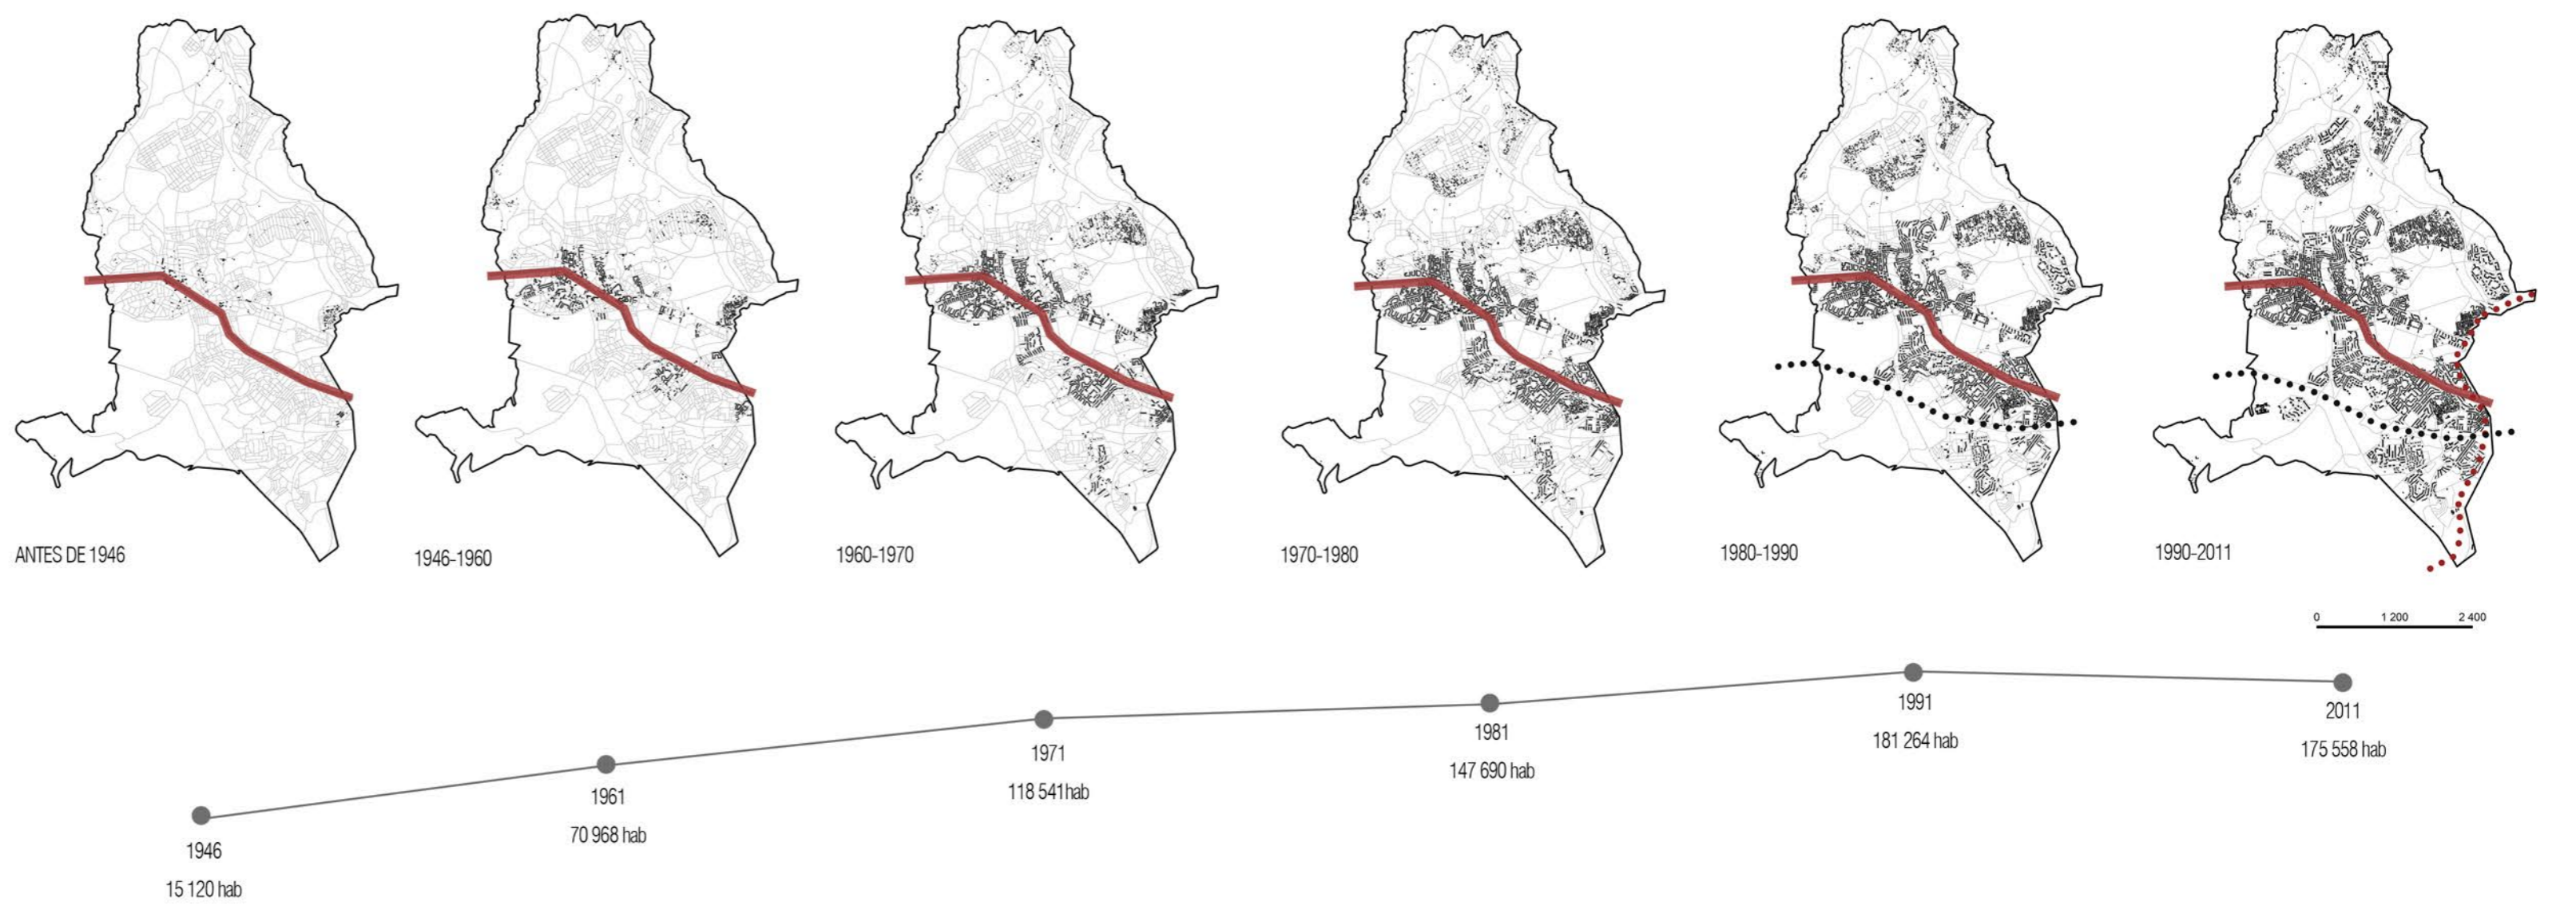 ANTES DE 1946
1946-1960
1960-1970
1970-1980
1980-1990
1990-2011
0 1 200 2 400
1946
15 120 hab
1961
70 968 hab
1971
118 541hab
1981
147 690 hab
1991
181 264 hab
2011
175 558 hab